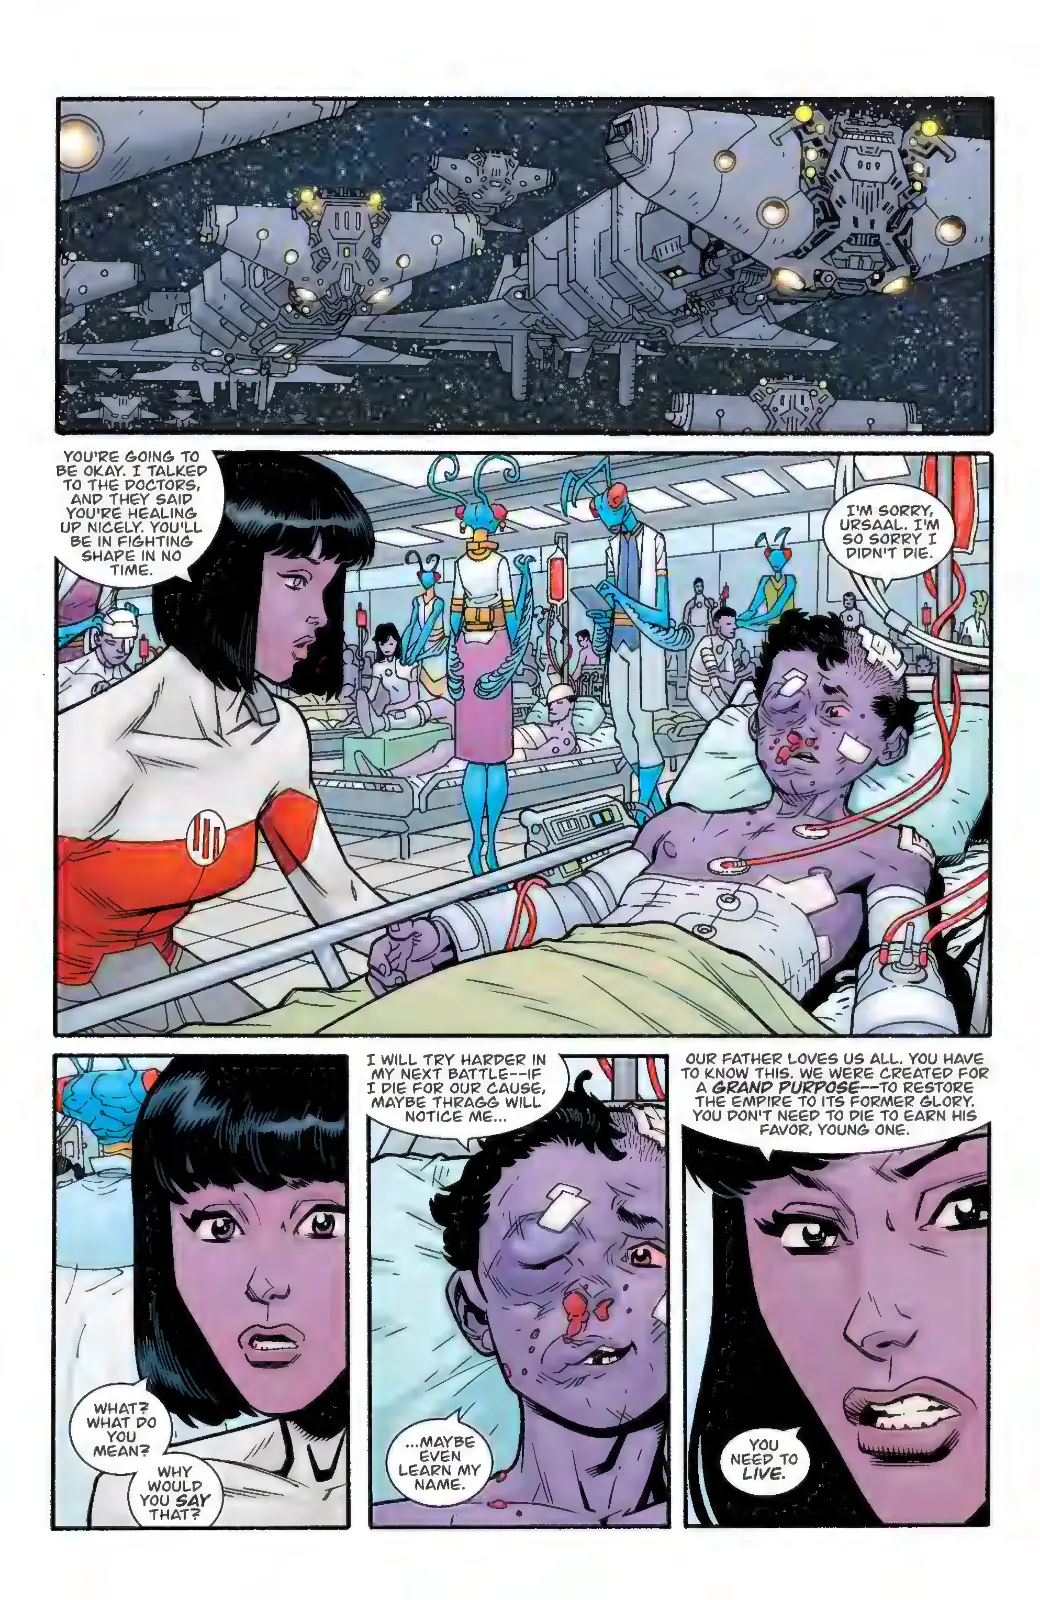 YOU'RE GOING TO
BE OKAY. I TALKED
TO THE DOCTORS,
AND THEY SAID
YOU'RE HEALING
UP NICELY. YOU'LL
BE IN FIGHTING
SHAPE IN NO
TIME.
I'M SORRY,
URSAAL. I'M
SO SORRY I
DIDN'T DIE.
WHAT?
WHAT DO
YOU
MEAN?
WHY
WOULD
YOU SAY
THAT?
I WILL TRY HARDER IN
MY NEXT BATTLE--IF
I DIE FOR OUR CAUSE,
MAYBE THRAGG WILL
NOTICE ME...
...MAYBE
EVEN
LEARN MY
NAME.
OUR FATHER LOVES US ALL. YOU HAVE
TO KNOW THIS. WE WERE CREATED FOR
A GRAND PURPOSE--TO RESTORE
THE EMPIRE TO ITS FORMER GLORY.
YOU DON'T NEED TO DIE TO EARN HIS
FAVOR, YOUNG ONE.
YOU
NEED TO
LIVE.